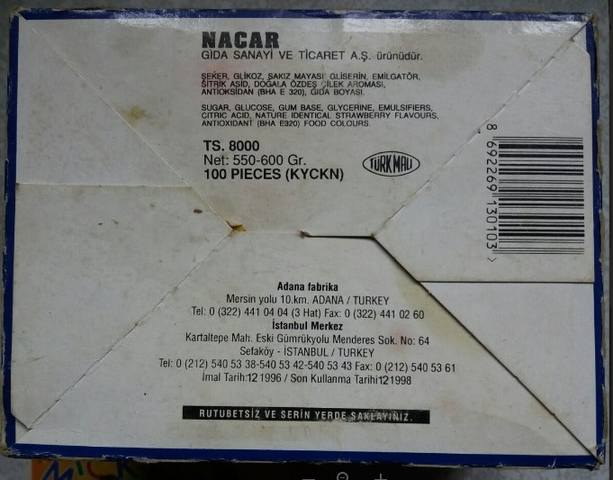 NACAR
GIDA SANAYİ VE TİCARET A.Ş. ürünüdür.
ŞEKER, GLİKOZ, SAKIZ MAYASI, GLİSERİN, EMİLGATÖR,
SİTRİK ASİD, DOĞALA ÖZDEŞ ÇİLEK AROMASI,
ANTİOKSİDAN (BHA E 320), GIDA BOYASI.
SUGAR, GLUCOSE, GUM BASE, GLYCERINE, EMULSIFIERS,
CITRIC ACID, NATURE IDENTICAL STRAWBERRY FLAVOURS,
ANTIOXIDANT (BHA E320) FOOD COLOURS.
TS. 8000
Net: 550-600 Gr.
100 PIECES (KYCKN)
TÜRK MALI
8 692269 130103 >
Adana fabrika
Mersin yolu 10.km. ADANA / TURKEY
Tel: 0 (322) 441 04 04 (3 Hat) Fax: 0 (322) 441 02 60
İstanbul Merkez
Kartaltepe Mah. Eski Gümrükyolu Menderes Sok. No: 64
Sefaköy - İSTANBUL / TURKEY
Tel: 0 (212) 540 53 38-540 53 42-540 53 43 Fax: 0 (212) 540 53 61
İmal Tarih:12 1996 / Son Kullanma Tarihi 12 1998
RUTUBETSİZ VE SERİN YERDE SAKLAYINIZ.